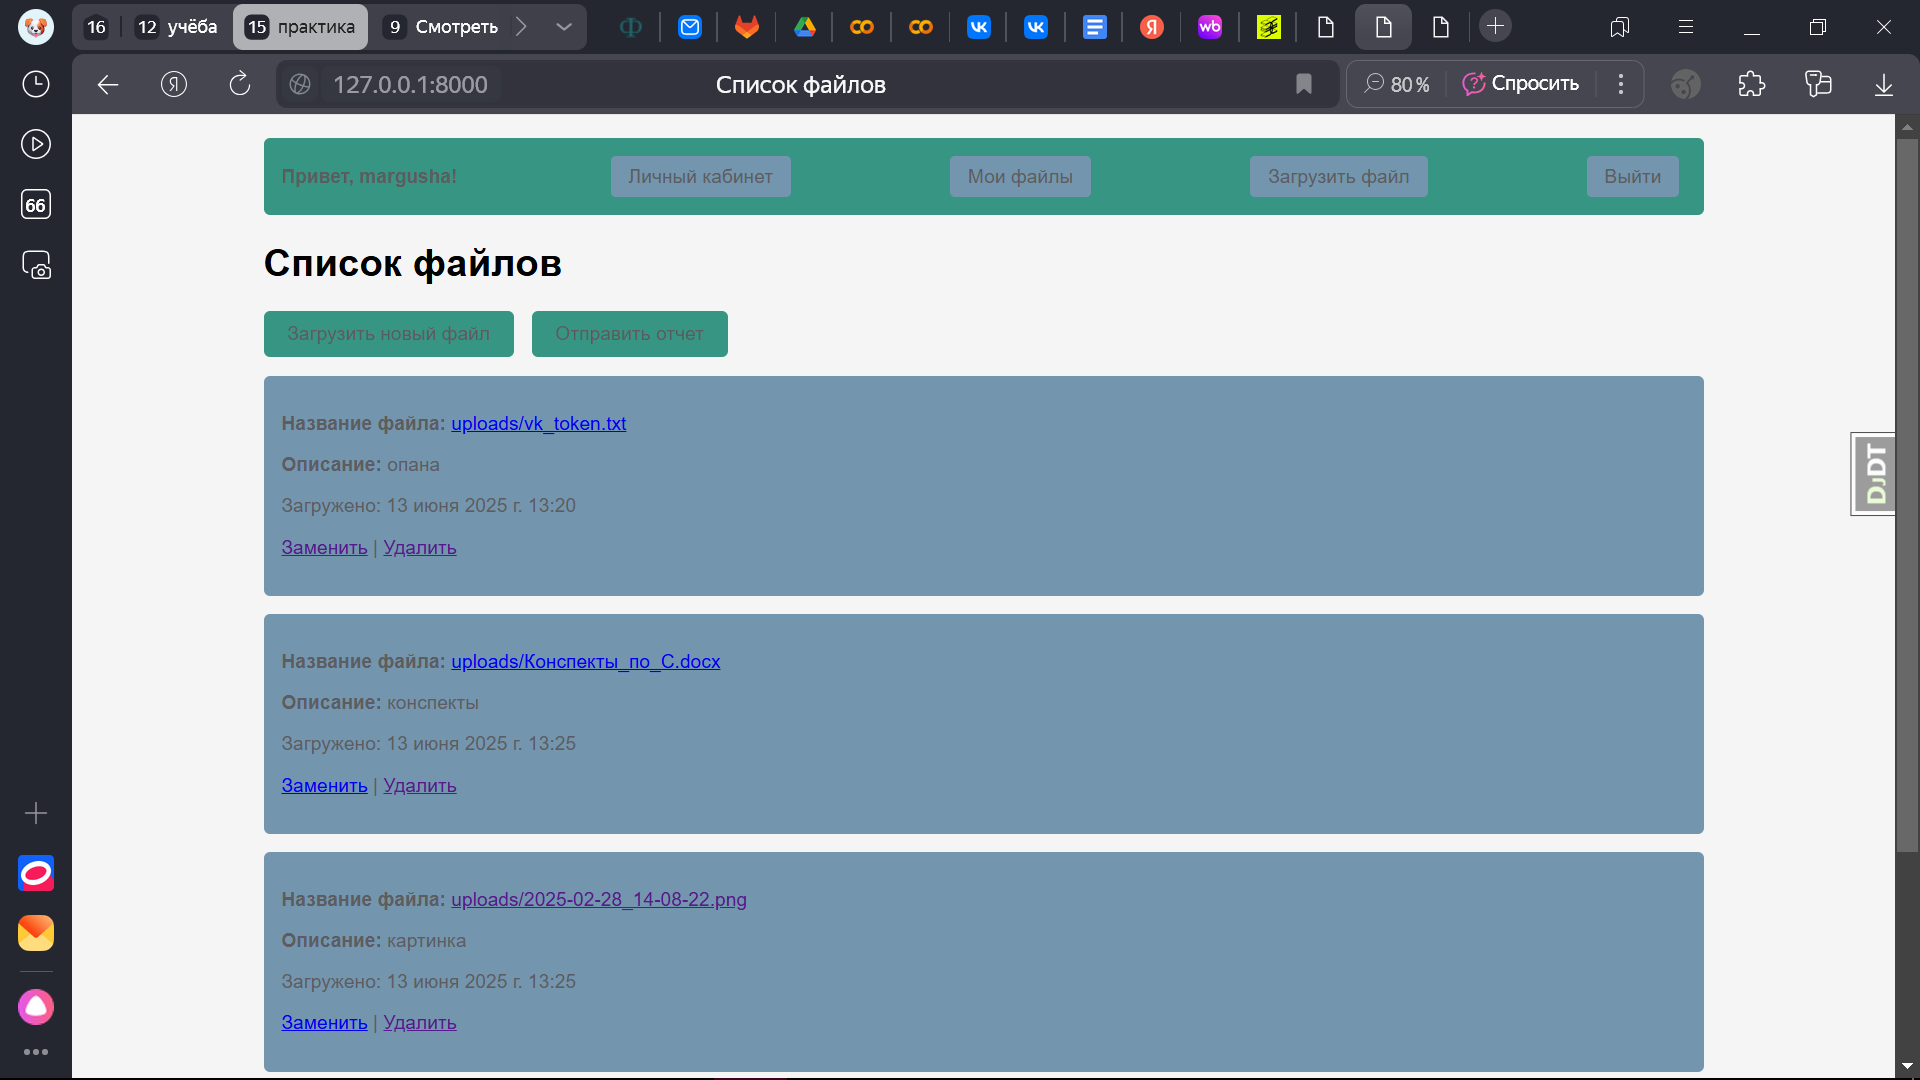 16 12 учёба 15 практика 9 Смотреть
Ф
wb
Я
127.0.0.1:8000 Список файлов 80 % Спросить
66
Привет, margusha! Личный кабинет Мои файлы Загрузить файл Выйти
Список файлов
Загрузить новый файл Отправить отчет
Название файла: uploads/vk_token.txt
Описание: опана
Загружено: 13 июня 2025 г. 13:20
Заменить | Удалить
DjDT
Название файла: uploads/Конспекты_по_С.docx
Описание: конспекты
Загружено: 13 июня 2025 г. 13:25
Заменить | Удалить
Название файла: uploads/2025-02-28_14-08-22.png
Описание: картинка
Загружено: 13 июня 2025 г. 13:25
Заменить | Удалить